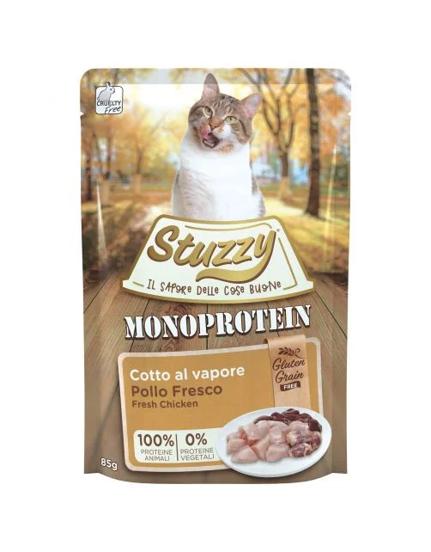 CRUELTY
Free
Stuzzy
IL SAPORE DELLE COSE BUONE
MONOPROTEIN
Cotto al vapore
Pollo Fresco
Fresh Chicken
Gluten
Grain
FREE
100% PROTEINE ANIMALI
0% PROTEINE VEGETALI
85g